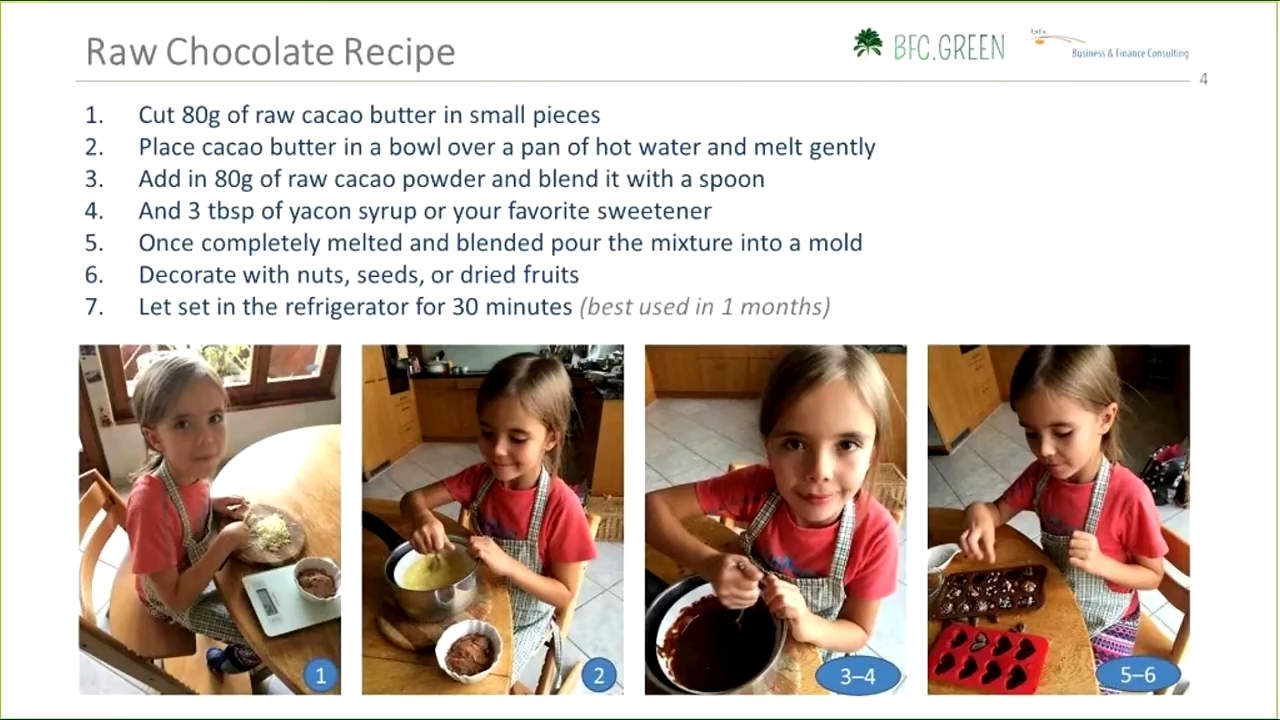 Raw Chocolate Recipe
BFC.GREEN
bfc
Business & Finance Consulting
4
1. Cut 80g of raw cacao butter in small pieces
2. Place cacao butter in a bowl over a pan of hot water and melt gently
3. Add in 80g of raw cacao powder and blend it with a spoon
4. And 3 tbsp of yacon syrup or your favorite sweetener
5. Once completely melted and blended pour the mixture into a mold
6. Decorate with nuts, seeds, or dried fruits
7. Let set in the refrigerator for 30 minutes (best used in 1 months)
1
2
3–4
5–6